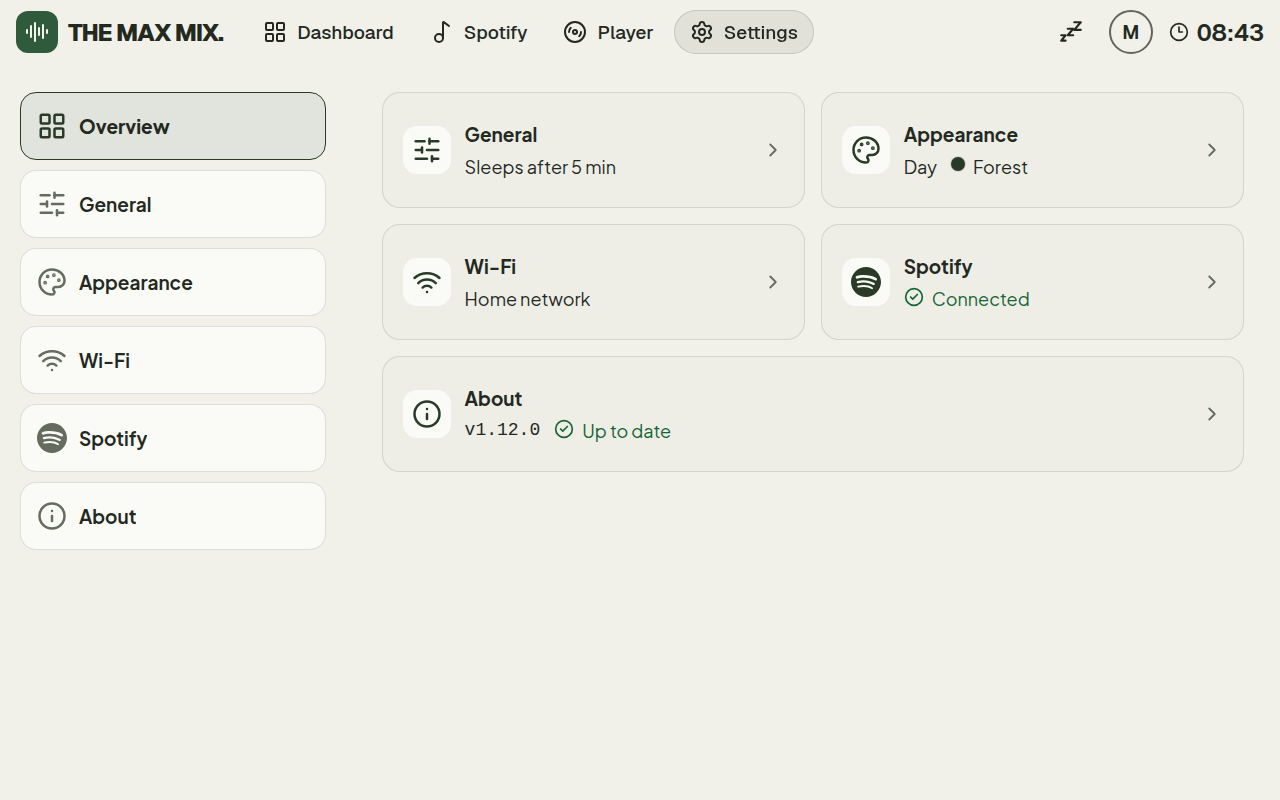 THE MAX MIX.
Dashboard
Spotify
Player
Settings
M
08:43
Overview
General
Appearance
Wi-Fi
Spotify
About
General
Sleeps after 5 min
Appearance
Day Forest
Wi-Fi
Home network
Spotify
Connected
About
v1.12.0 Up to date